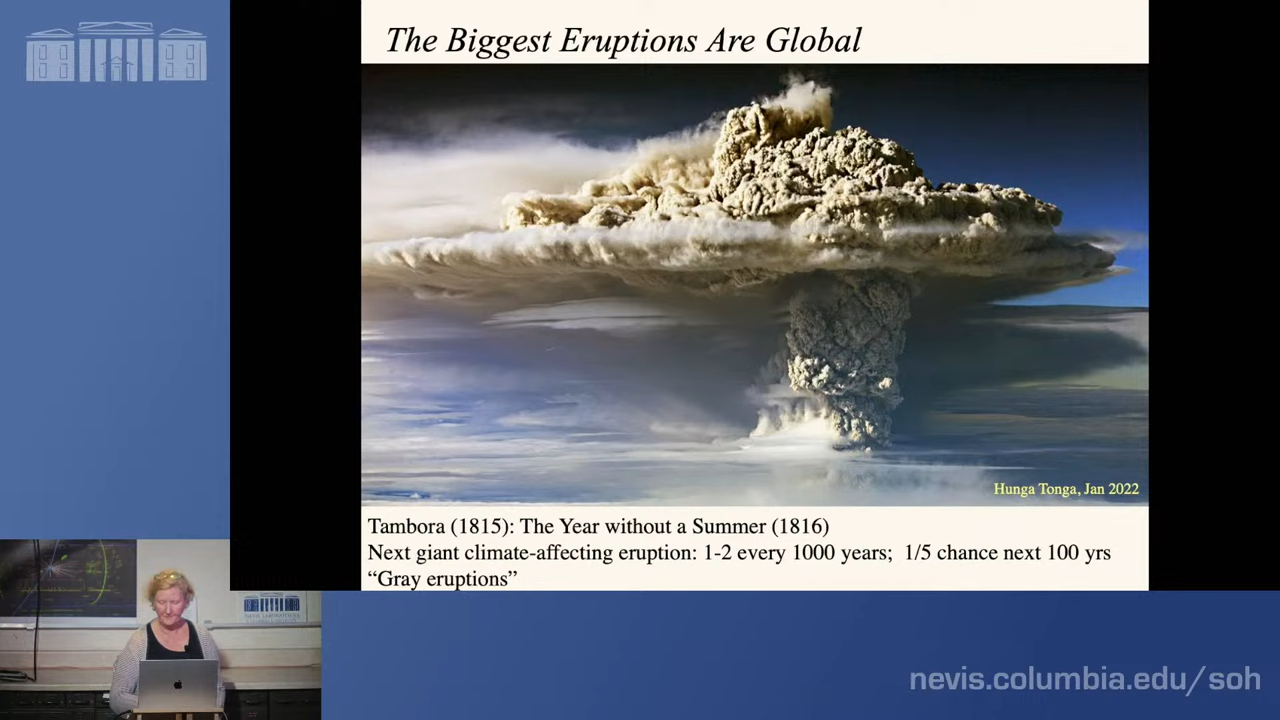 The Biggest Eruptions Are Global
Hunga Tonga, Jan 2022
Tambora (1815): The Year without a Summer (1816)
Next giant climate-affecting eruption: 1-2 every 1000 years; 1/5 chance next 100 yrs
“Gray eruptions”
NEVIS LABORATORIES
nevis.columbia.edu/soh